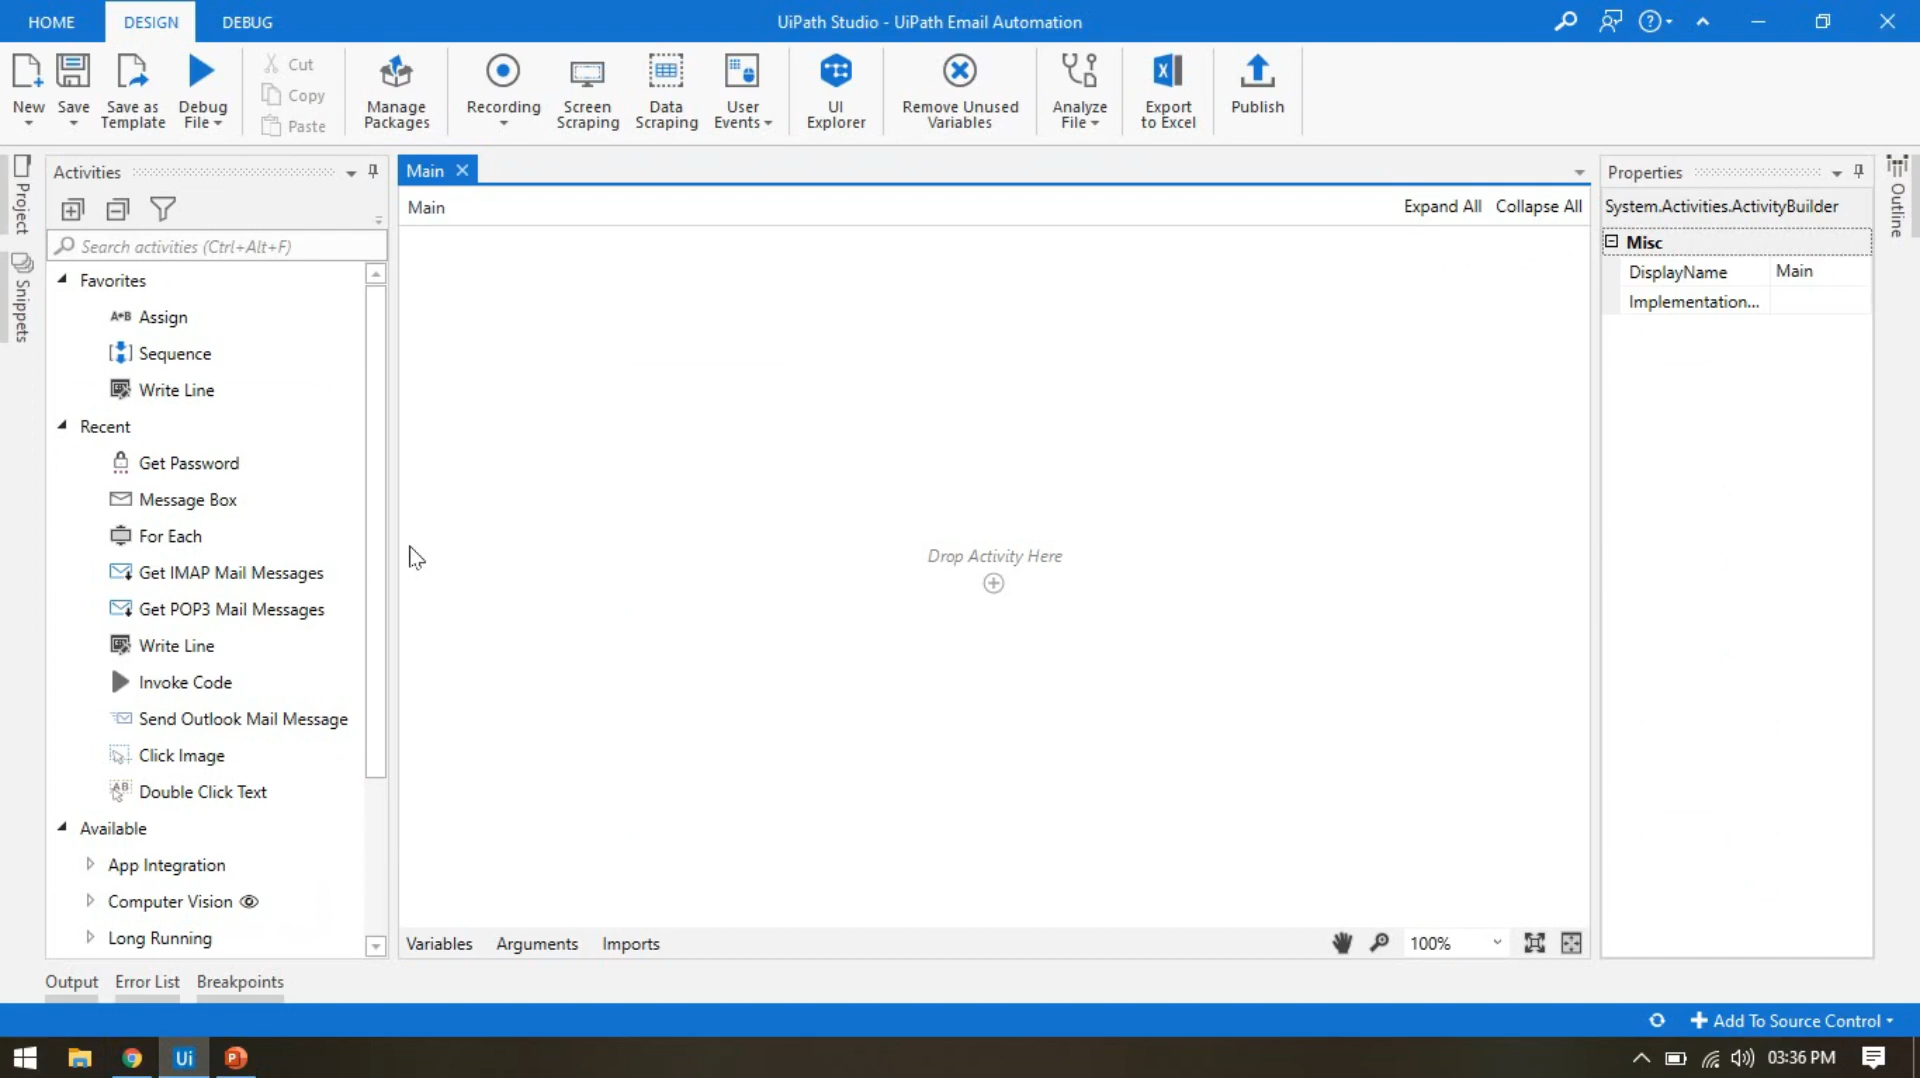 HOME DESIGN DEBUG UiPath Studio - UiPath Email Automation
New Save Save as Template Debug File Cut Copy Paste Manage Packages Recording Screen Scraping Data Scraping User Events UI Explorer Remove Unused Variables Analyze File Export to Excel Publish
Project
Snippets
Activities
Search activities (Ctrl+Alt+F)
Favorites
Assign
Sequence
Write Line
Recent
Get Password
Message Box
For Each
Get IMAP Mail Messages
Get POP3 Mail Messages
Write Line
Invoke Code
Send Outlook Mail Message
Click Image
Double Click Text
Available
App Integration
Computer Vision
Long Running
Main
Main Expand All Collapse All
Drop Activity Here
Variables Arguments Imports 100%
Properties
System.Activities.ActivityBuilder
Misc
DisplayName Main
Implementation...
Outline
Output Error List Breakpoints
Add To Source Control
Ui 03:36 PM